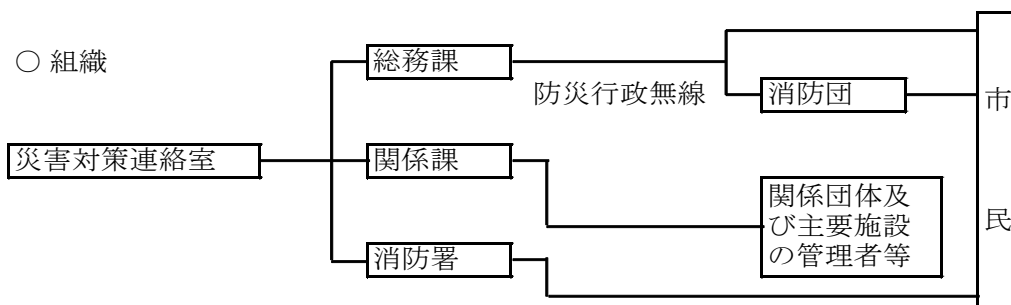 ○ 組織
総務課
防災行政無線
消防団
災害対策連絡室
関係課
関係団体及
び主要施設
の管理者等
消防署
市
民